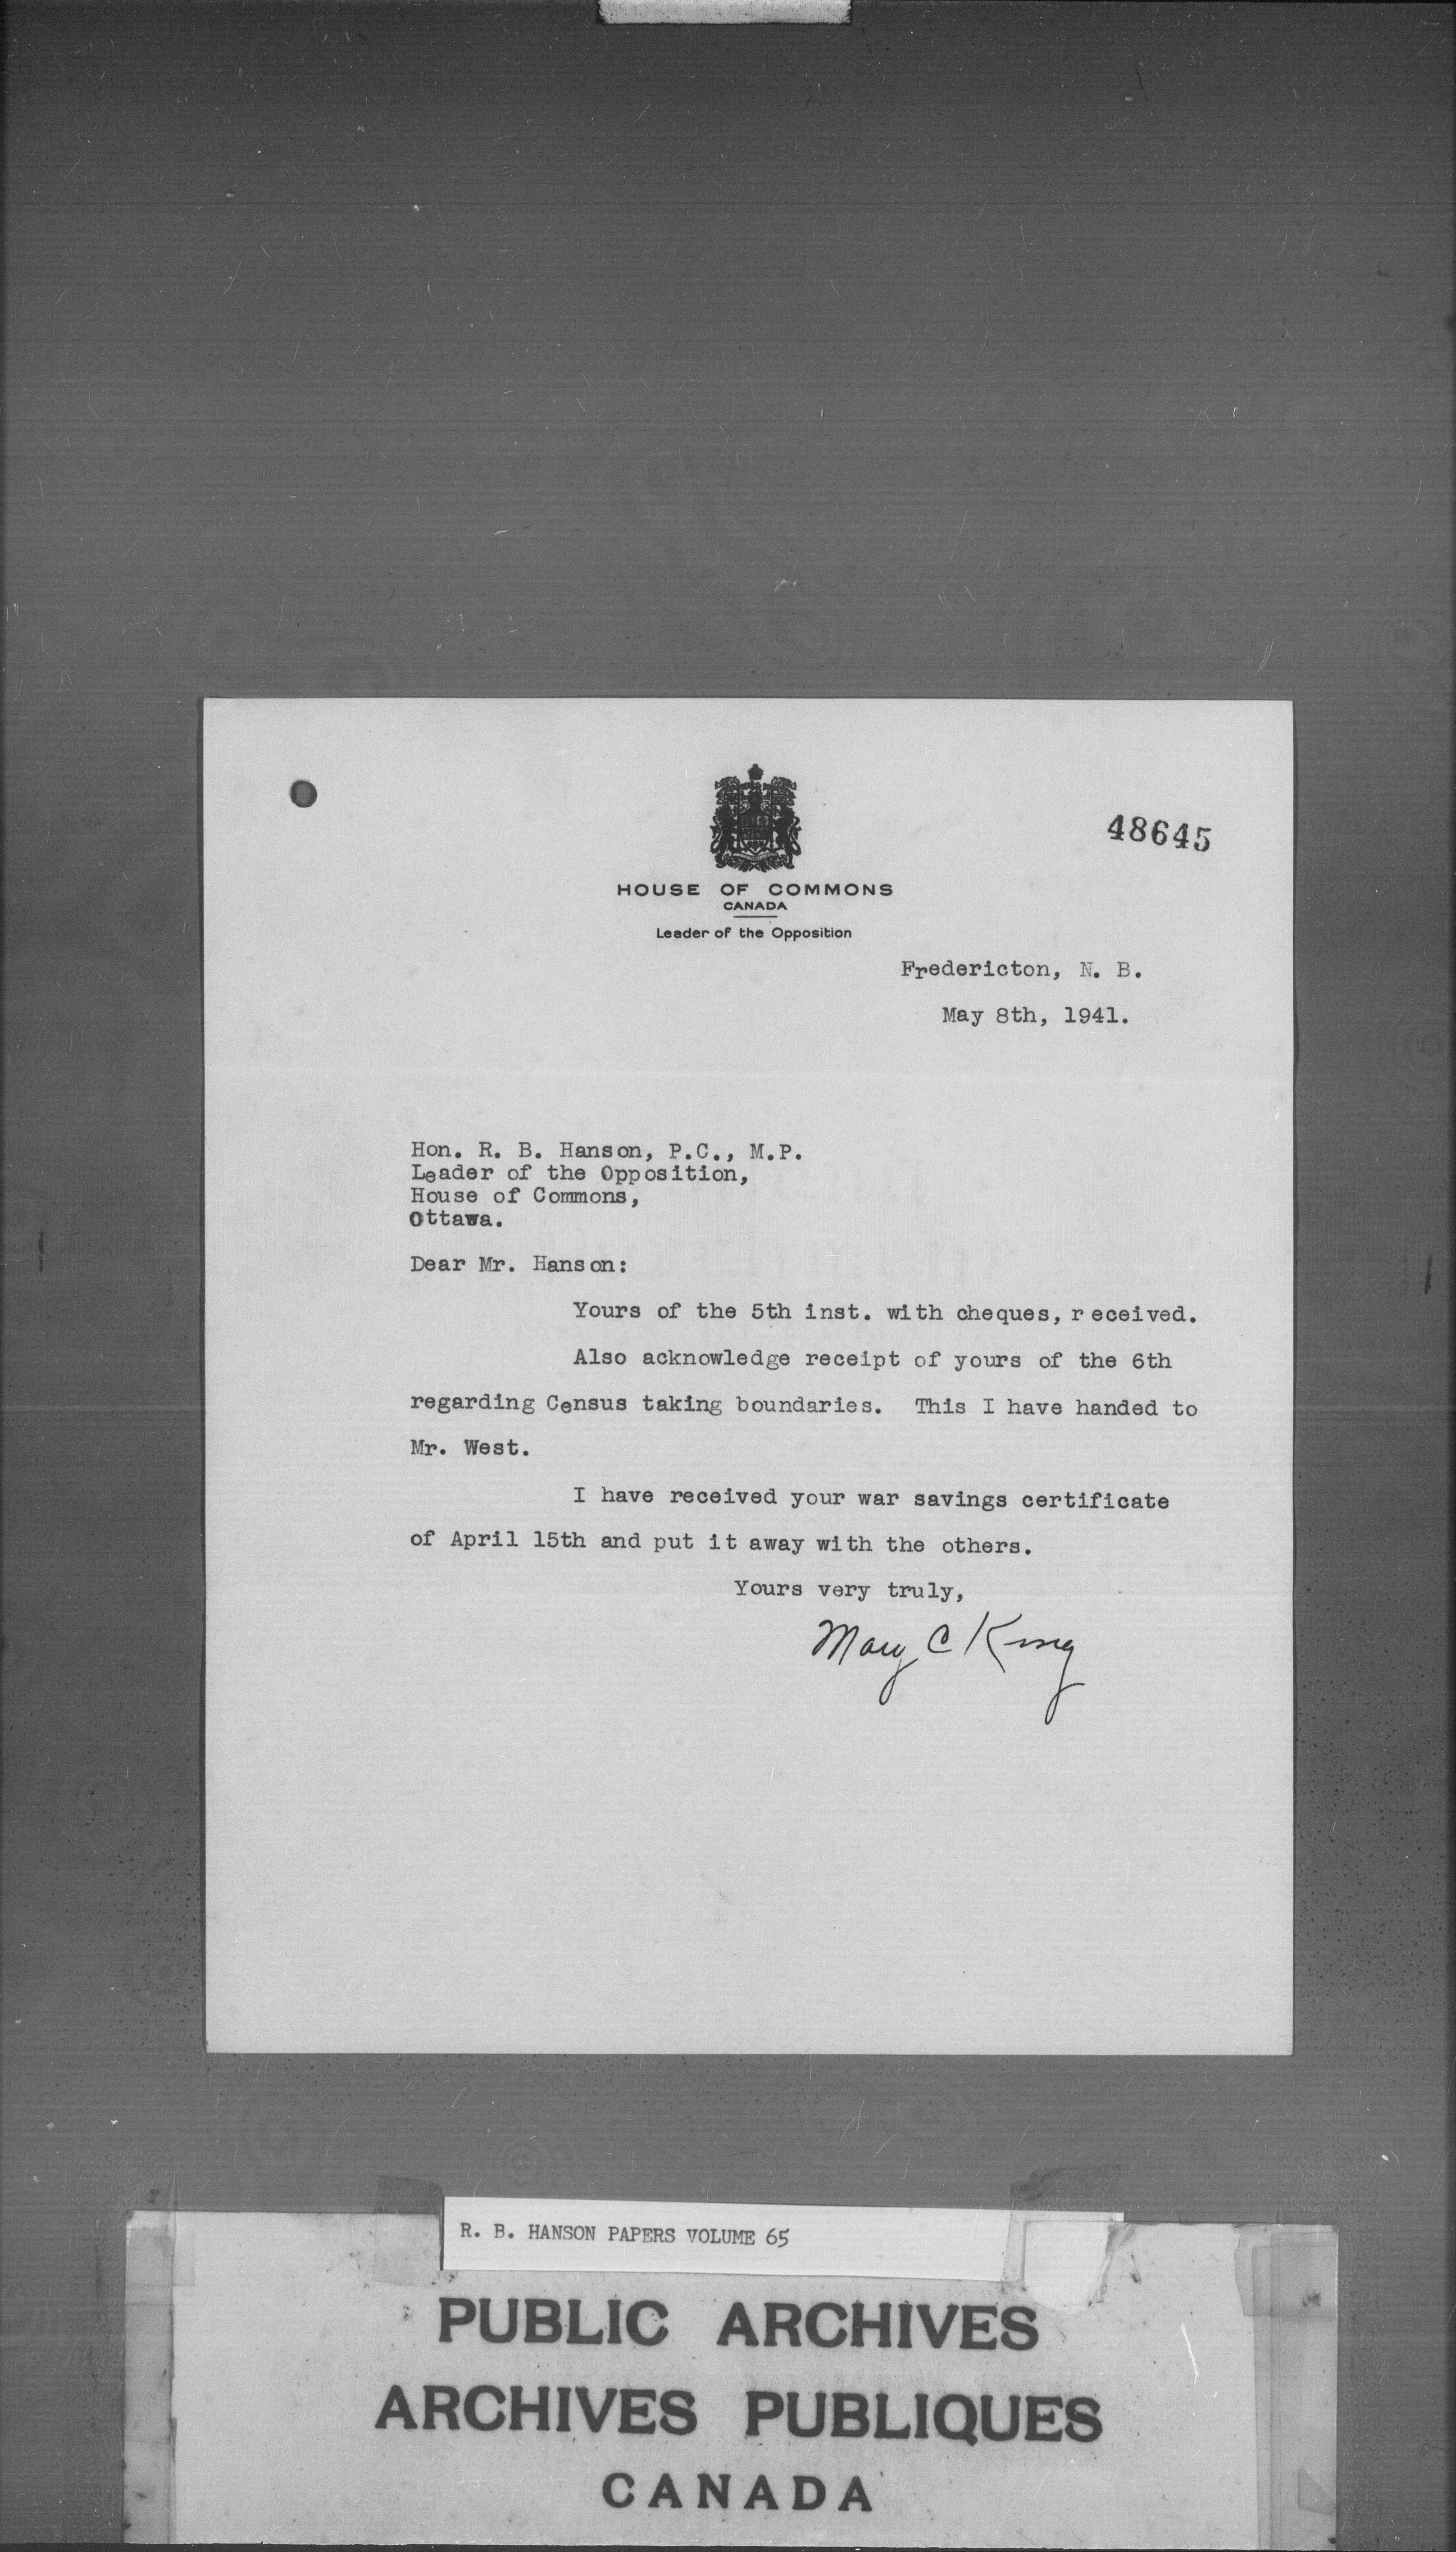 48645
HOUSE OF COMMONS
CANADA
Leader of the Opposition
Fredericton, N. B.
May 8th, 1941.
Hon. R. B. Hanson, P.C., M.P.
Leader of the Opposition,
House of Commons,
Ottawa.
Dear Mr. Hanson:
Yours of the 5th inst. with cheques, received.
Also acknowledge receipt of yours of the 6th
regarding Census taking boundaries. This I have handed to
Mr. West.
I have received your war savings certificate
of April 15th and put it away with the others.
Yours very truly,
Mary C King
R. B. HANSON PAPERS VOLUME 65
PUBLIC ARCHIVES
ARCHIVES PUBLIQUES
CANADA